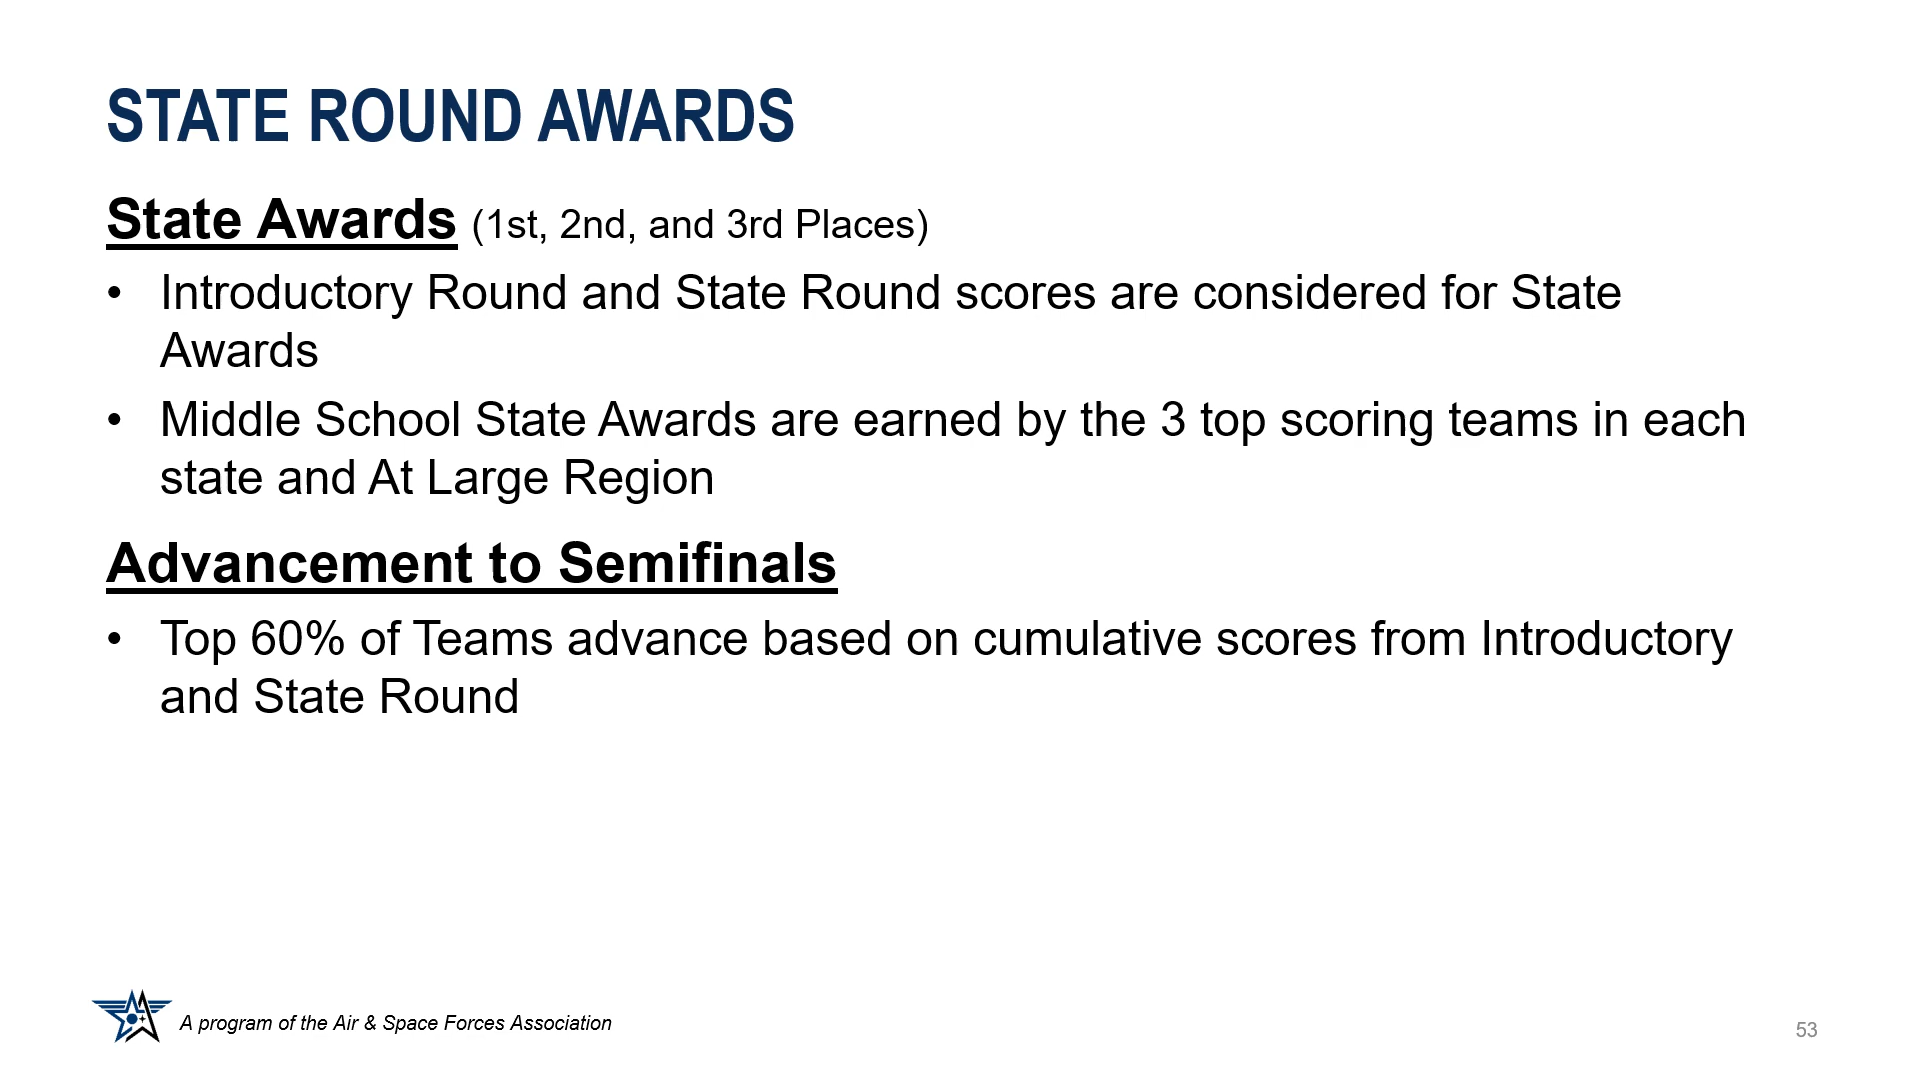 STATE ROUND AWARDS
State Awards (1st, 2nd, and 3rd Places)
• Introductory Round and State Round scores are considered for State
Awards
• Middle School State Awards are earned by the 3 top scoring teams in each
state and At Large Region
Advancement to Semifinals
• Top 60% of Teams advance based on cumulative scores from Introductory
and State Round
A program of the Air & Space Forces Association
53